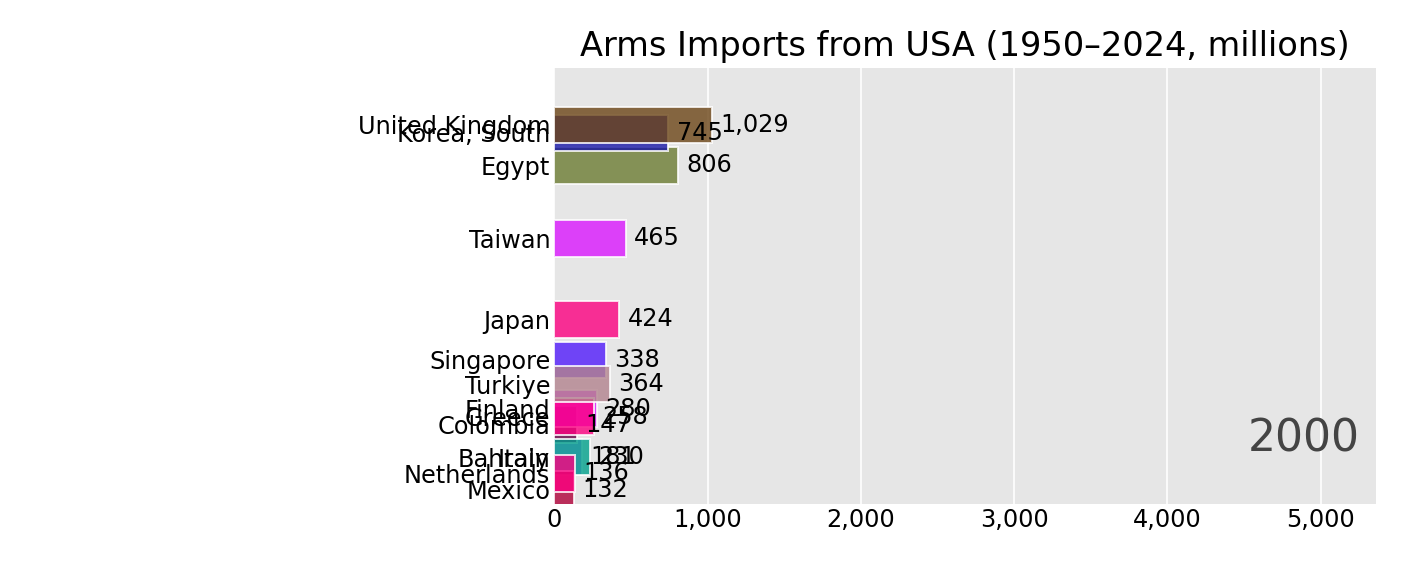 Arms Imports from USA (1950–2024, millions)
United Kingdom 1,029
Korea, South 745
Egypt 806
Taiwan 465
Japan 424
Singapore 338
Turkiye 364
Finland 280
Greece 258
Colombia 147
Bahrain 181
Italy 230
Netherlands 136
Mexico 132
2000
0 1,000 2,000 3,000 4,000 5,000